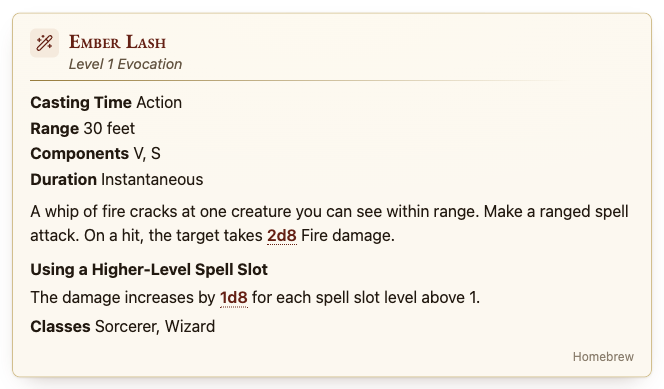 Ember Lash
Level 1 Evocation
Casting Time Action
Range 30 feet
Components V, S
Duration Instantaneous
A whip of fire cracks at one creature you can see within range. Make a ranged spell
attack. On a hit, the target takes 2d8 Fire damage.
Using a Higher-Level Spell Slot
The damage increases by 1d8 for each spell slot level above 1.
Classes Sorcerer, Wizard
Homebrew